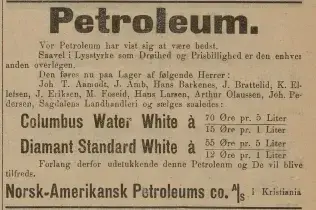 Petroleum.
Vor Petroleum har vist sig at være bedst.
Saavel i Lysstyrke som Drøihed og Prisbillighed er den enhver
anden overlegen.
Den føres nu paa Lager af følgende Herrer:
Joh T. Aamodt, J. Amb, Hans Barknes, J. Brattelid, K. El-
lelsen, J. Eriksen, M. Foseid, Hans Larsen, Arthur Olaussen, Joh. Pe-
dersen, Sagdalens Landhandleri og sælges saaledes:
Columbus Water White à 70 Øre pr. 5 Liter
15 Øre pr. 1 Liter
Diamant Standard White à 55 Øre pr. 5 Liter
12 Øre pr. 1 Liter
Forlang derfor udetukkende denne Petroleum og De vil blive
tilfreds.
Norsk-Amerikansk Petroleums co. A/S i Kristiania